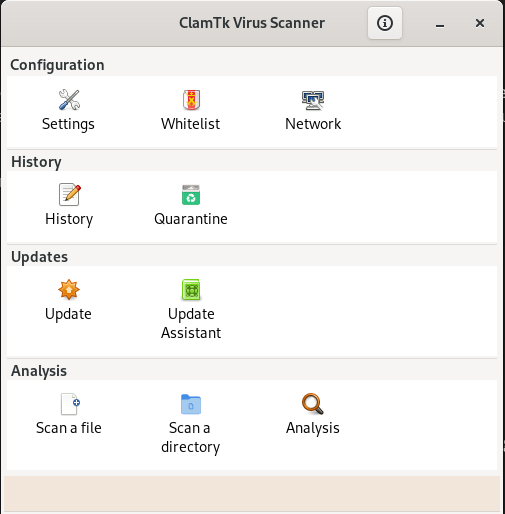 ClamTk Virus Scanner
Configuration
Settings
Whitelist
Network
History
History
Quarantine
Updates
Update
Update
Assistant
Analysis
Scan a file
Scan a
directory
Analysis